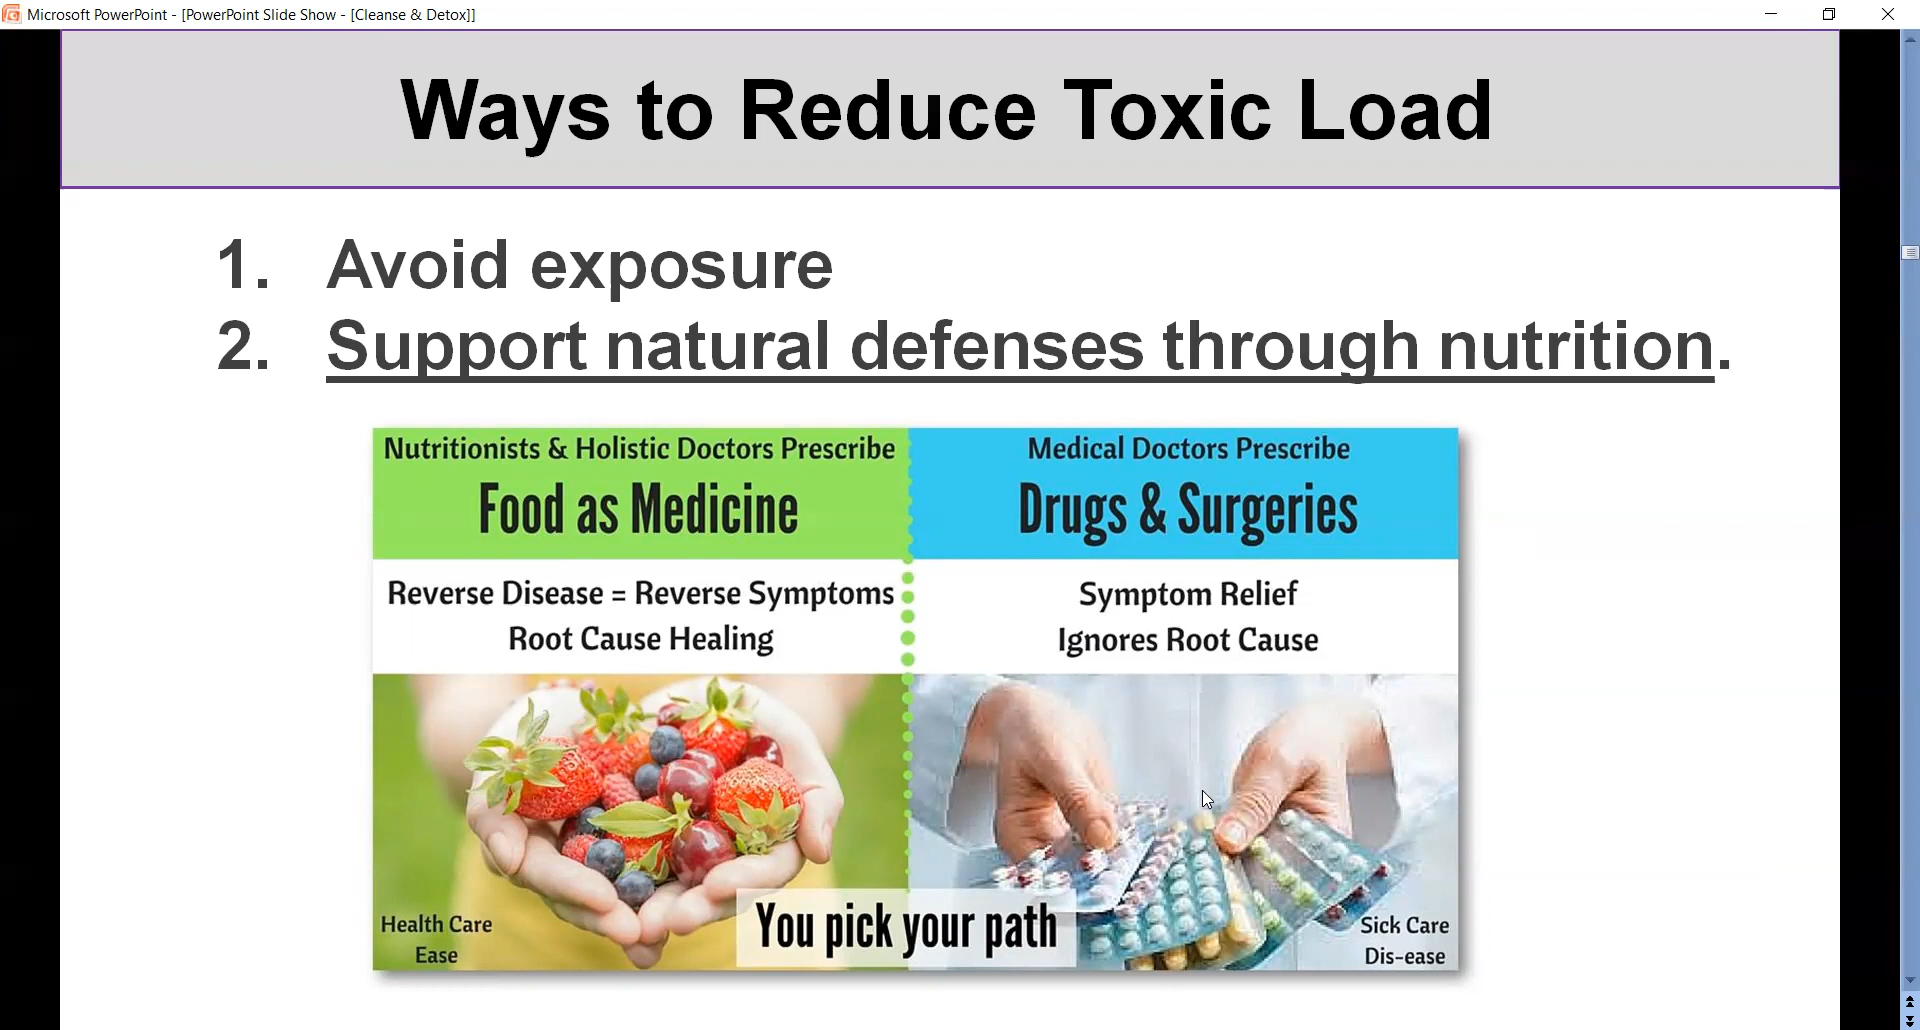 Microsoft PowerPoint - [PowerPoint Slide Show - [Cleanse & Detox]]
Ways to Reduce Toxic Load
1. Avoid exposure
2. Support natural defenses through nutrition.
Nutritionists & Holistic Doctors Prescribe
Food as Medicine
Reverse Disease = Reverse Symptoms
Root Cause Healing
Medical Doctors Prescribe
Drugs & Surgeries
Symptom Relief
Ignores Root Cause
Health Care
Ease
You pick your path
Sick Care
Dis-ease